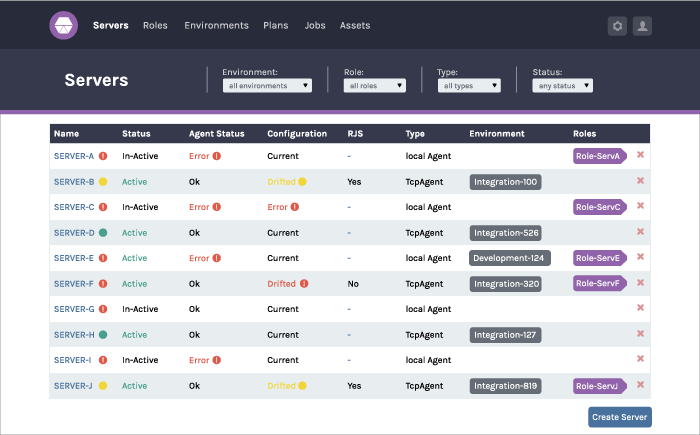 Servers Roles Environments Plans Jobs Assets
Servers
Environment: Role: Type: Status:
all environments all roles all types any status
Name Status Agent Status Configuration RJS Type Environment Roles
SERVER-A In-Active Error Current - local Agent Role-ServA
SERVER-B Active Ok Drifted Yes TcpAgent Integration-100
SERVER-C In-Active Error Error - local Agent Role-ServC
SERVER-D Active Ok Current - TcpAgent Integration-526
SERVER-E Active Error Current - local Agent Development-124 Role-ServE
SERVER-F Active Ok Drifted No TcpAgent Integration-320 Role-ServF
SERVER-G In-Active Ok Current - local Agent
SERVER-H Active Ok Current - TcpAgent Integration-127
SERVER-I In-Active Error Current - local Agent
SERVER-J Active Ok Drifted Yes TcpAgent Integration-819 Role-ServJ
Create Server